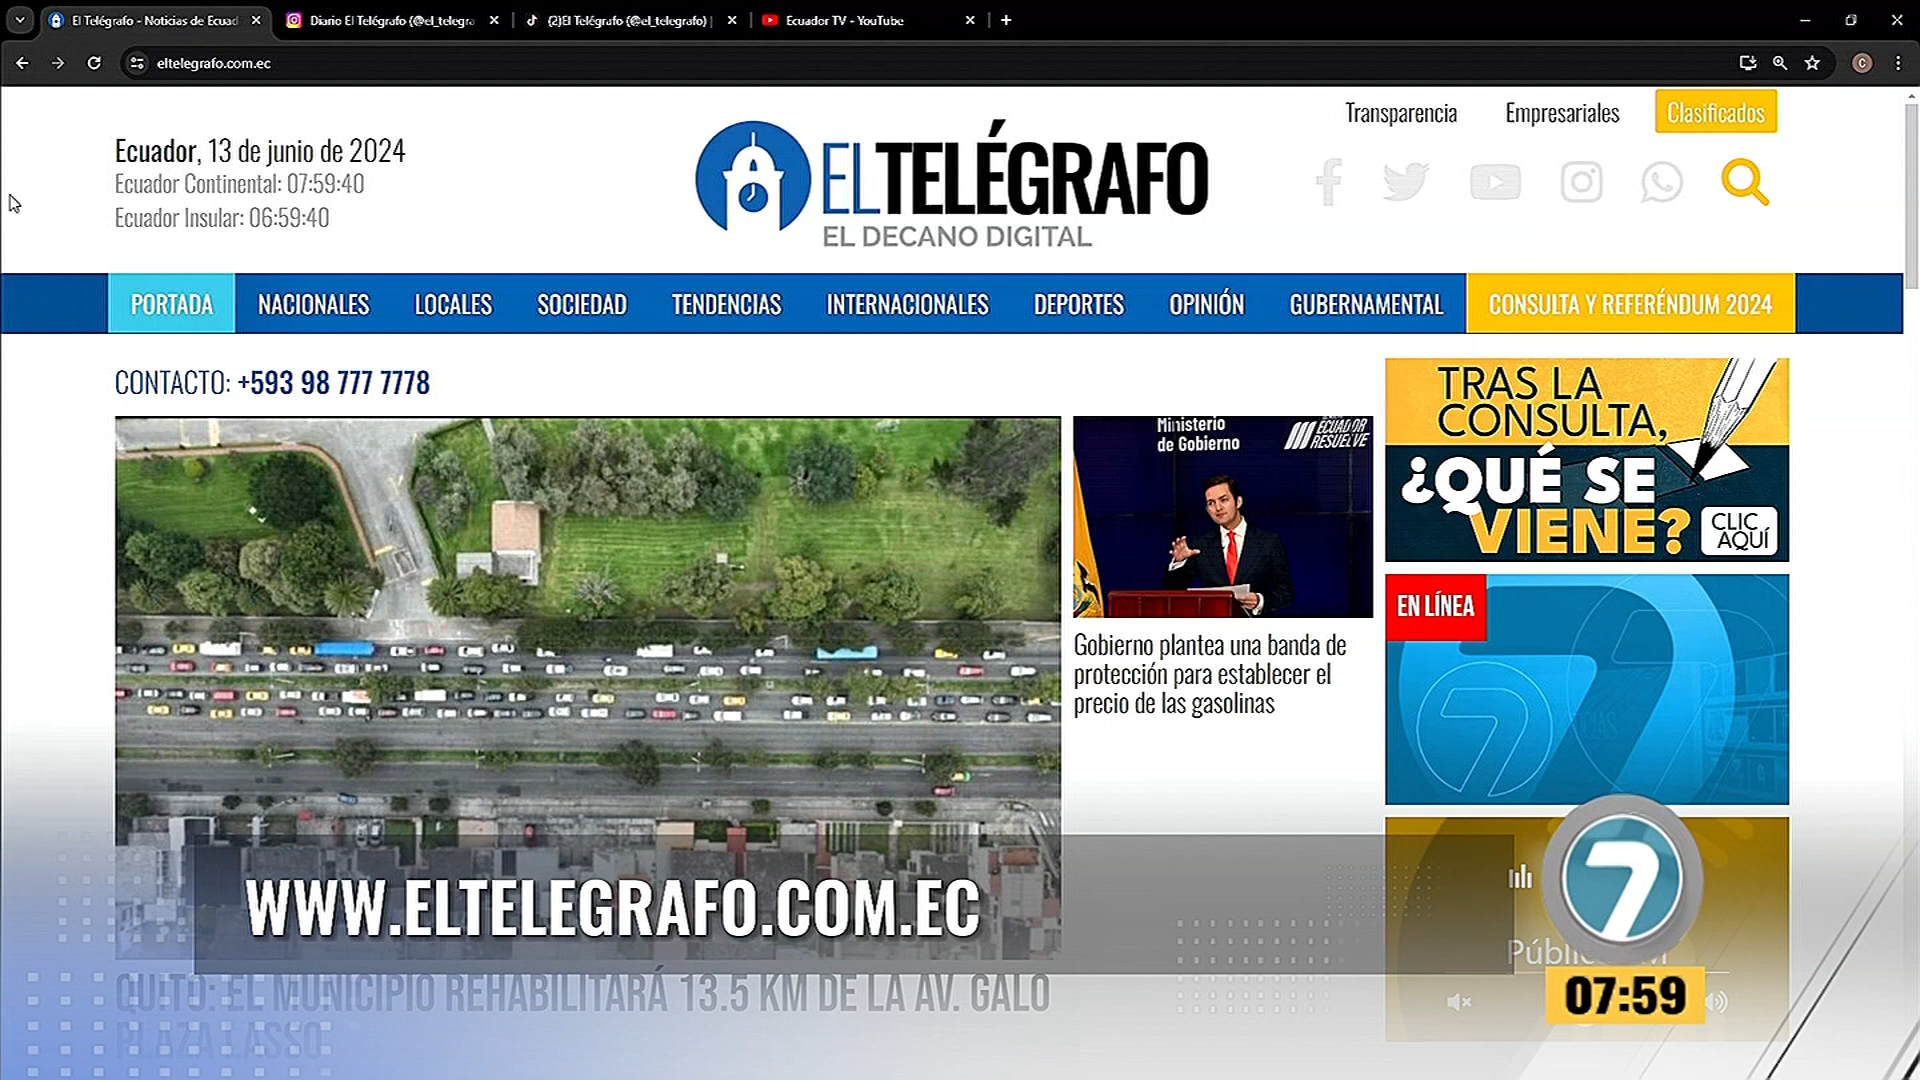 El Telégrafo - Noticias de Ecuad
Diario El Telégrafo (@el_telegra
(2)El Telégrafo (@el_telegrafo) |
Ecuador TV - YouTube
eltelegrafo.com.ec
C
Transparencia
Empresariales
Clasificados
Ecuador, 13 de junio de 2024
Ecuador Continental: 07:59:40
Ecuador Insular: 06:59:40
ELTELÉGRAFO
EL DECANO DIGITAL
PORTADA
NACIONALES
LOCALES
SOCIEDAD
TENDENCIAS
INTERNACIONALES
DEPORTES
OPINIÓN
GUBERNAMENTAL
CONSULTA Y REFERÉNDUM 2024
CONTACTO: +593 98 777 7778
Ministerio
de Gobierno
ECUADOR
RESUELVE
Gobierno plantea una banda de
protección para establecer el
precio de las gasolinas
TRAS LA
CONSULTA,
¿QUÉ SE
VIENE?
CLIC
AQUÍ
EN LÍNEA
7
WWW.ELTELEGRAFO.COM.EC
QUITO: EL MUNICIPIO REHABILITARÁ 13.5 KM DE LA AV. GALO
PLAZA LASSO
7
07:59